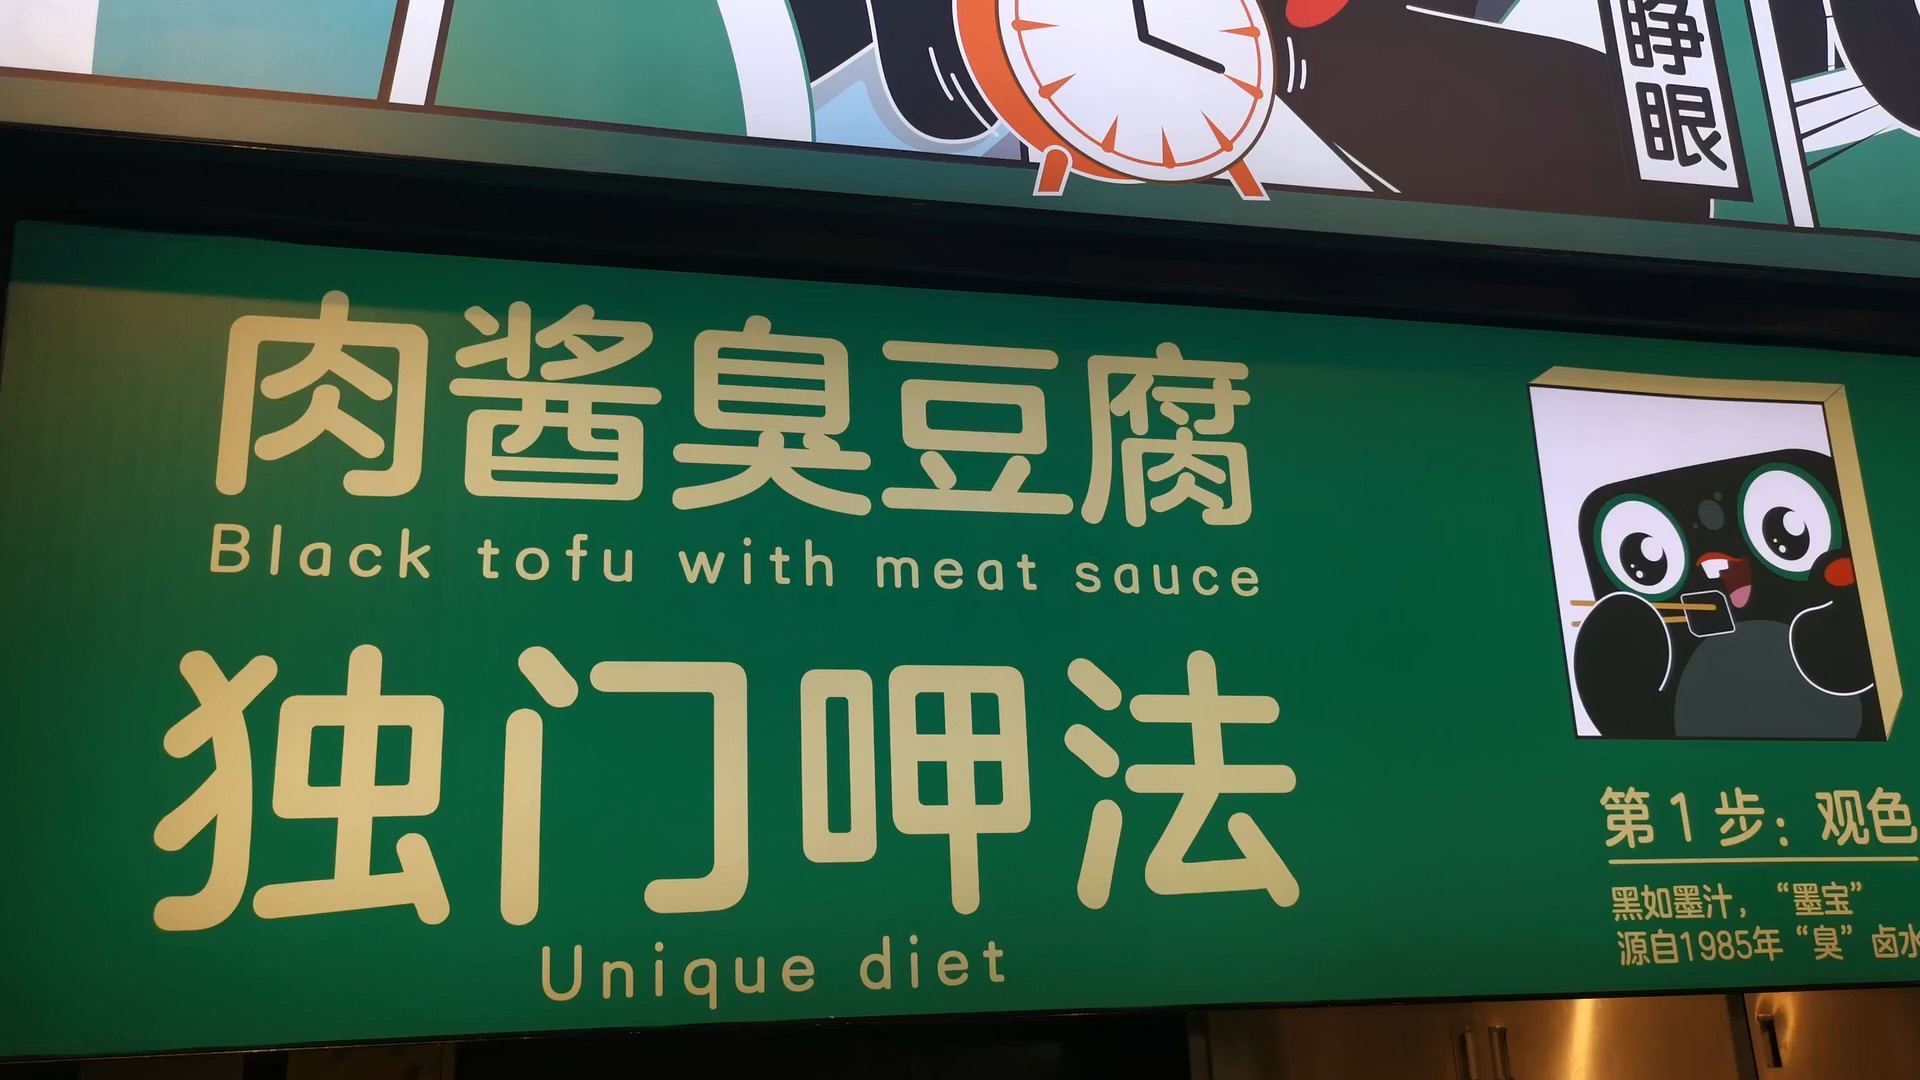 睁眼
肉酱臭豆腐
Black tofu with meat sauce
独门呷法
Unique diet
第1步：观色
黑如墨汁，“墨宝”
源自1985年“臭”卤水